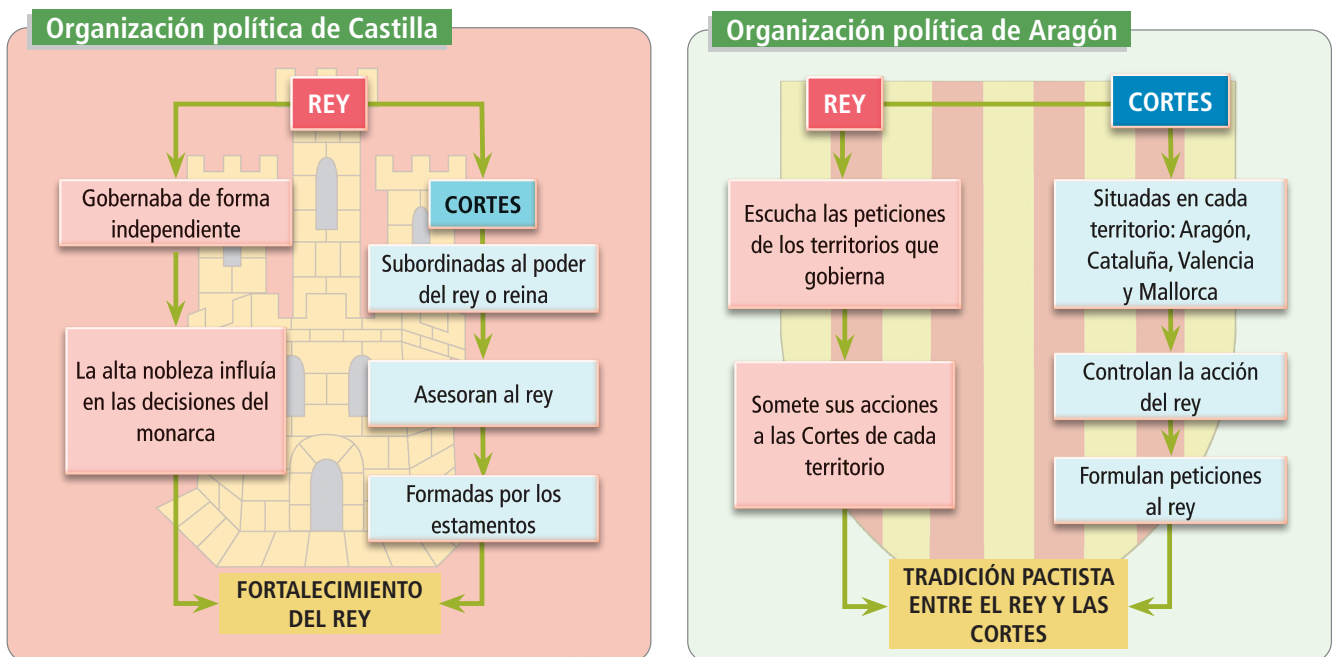 Organización política de Castilla
REY
Gobernaba de forma
independiente
La alta nobleza influía
en las decisiones del
monarca
CORTES
Subordinadas al poder
del rey o reina
Asesoran al rey
Formadas por los
estamentos
FORTALECIMIENTO
DEL REY
Organización política de Aragón
REY
Escucha las peticiones
de los territorios que
gobierna
Somete sus acciones
a las Cortes de cada
territorio
CORTES
Situadas en cada
territorio: Aragón,
Cataluña, Valencia
y Mallorca
Controlan la acción
del rey
Formulan peticiones
al rey
TRADICIÓN PACTISTA
ENTRE EL REY Y LAS
CORTES